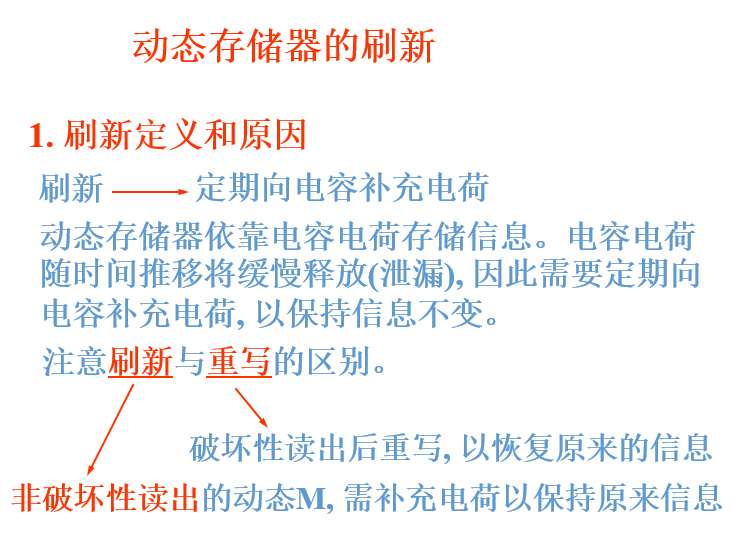 动态存储器的刷新
1. 刷新定义和原因
刷新 定期向电容补充电荷
动态存储器依靠电容电荷存储信息。电容电荷
随时间推移将缓慢释放(泄漏), 因此需要定期向
电容补充电荷, 以保持信息不变。
注意刷新与重写的区别。
破坏性读出后重写, 以恢复原来的信息
非破坏性读出的动态M, 需补充电荷以保持原来信息